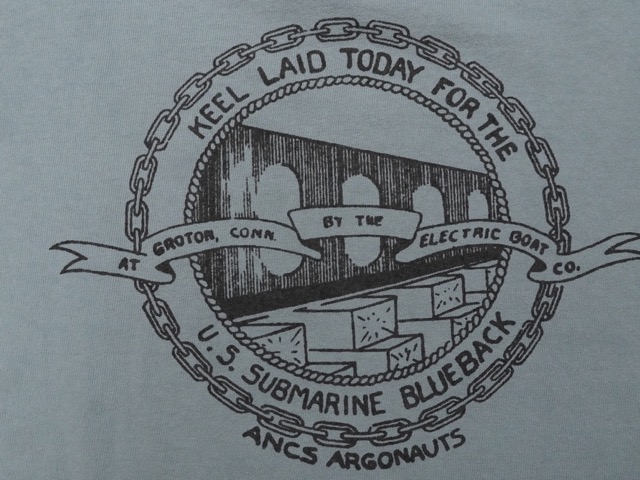 KEEL LAID TODAY FOR THE
AT GROTON, CONN. BY THE ELECTRIC BOAT CO.
U.S. SUBMARINE BLUEBACK
ANCS ARGONAUTS